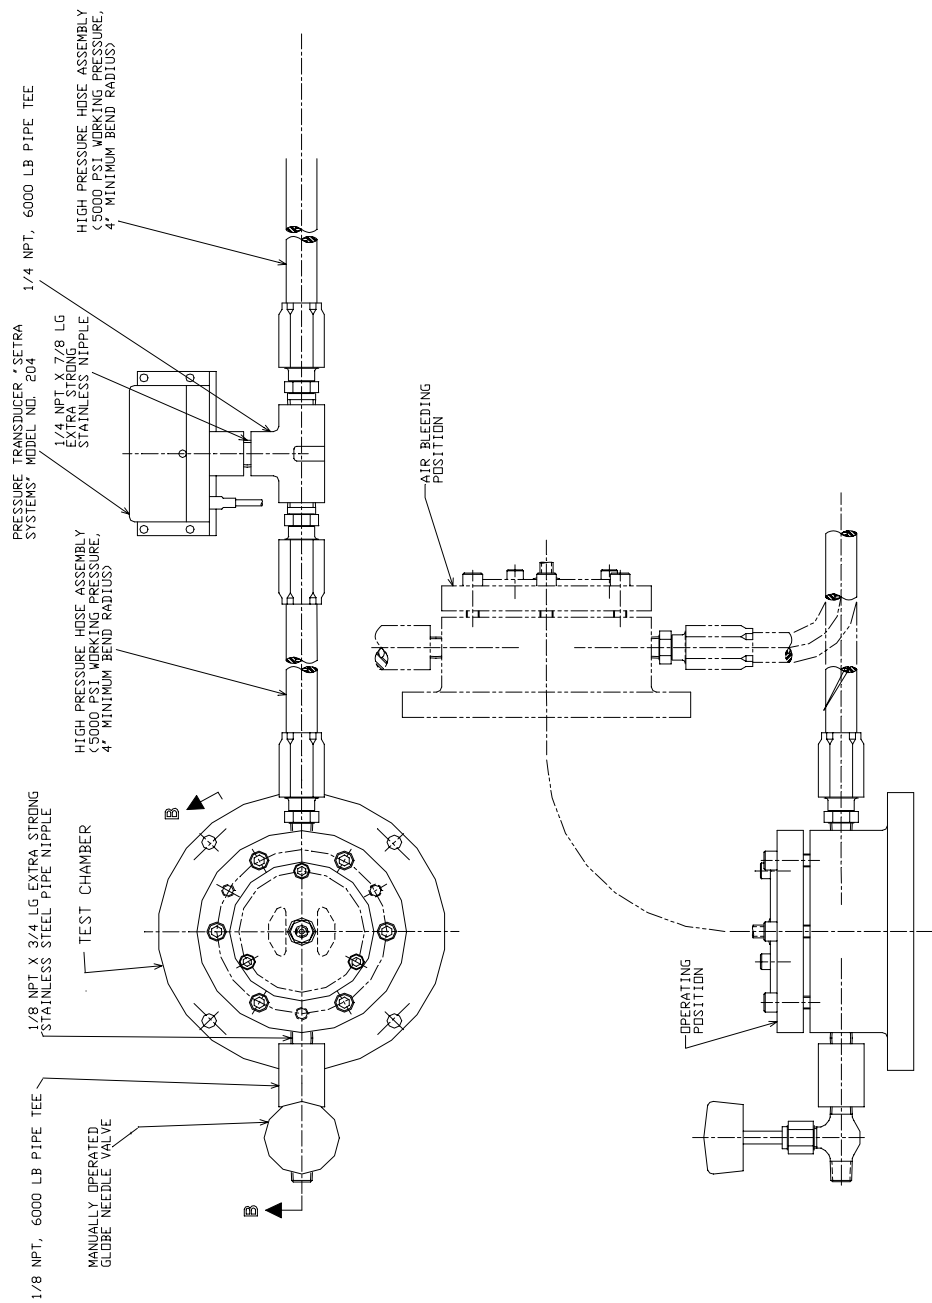 PRESSURE TRANSDUCER "SETRA
SYSTEMS" MODEL NO. 204
1/4 NPT, 6000 LB PIPE TEE
HIGH PRESSURE HOSE ASSEMBLY
(5000 PSI WORKING PRESSURE,
4" MINIMUM BEND RADIUS)
1/4 NPT X 7/8 LG
EXTRA STRONG
STAINLESS NIPPLE
HIGH PRESSURE HOSE ASSEMBLY
(5000 PSI WORKING PRESSURE,
4" MINIMUM BEND RADIUS)
1/8 NPT X 3/4 LG EXTRA STRONG
STAINLESS STEEL PIPE NIPPLE
TEST CHAMBER
1/8 NPT, 6000 LB PIPE TEE
MANUALLY OPERATED
GLOBE NEEDLE VALVE
B
B
AIR BLEEDING
POSITION
OPERATING
POSITION